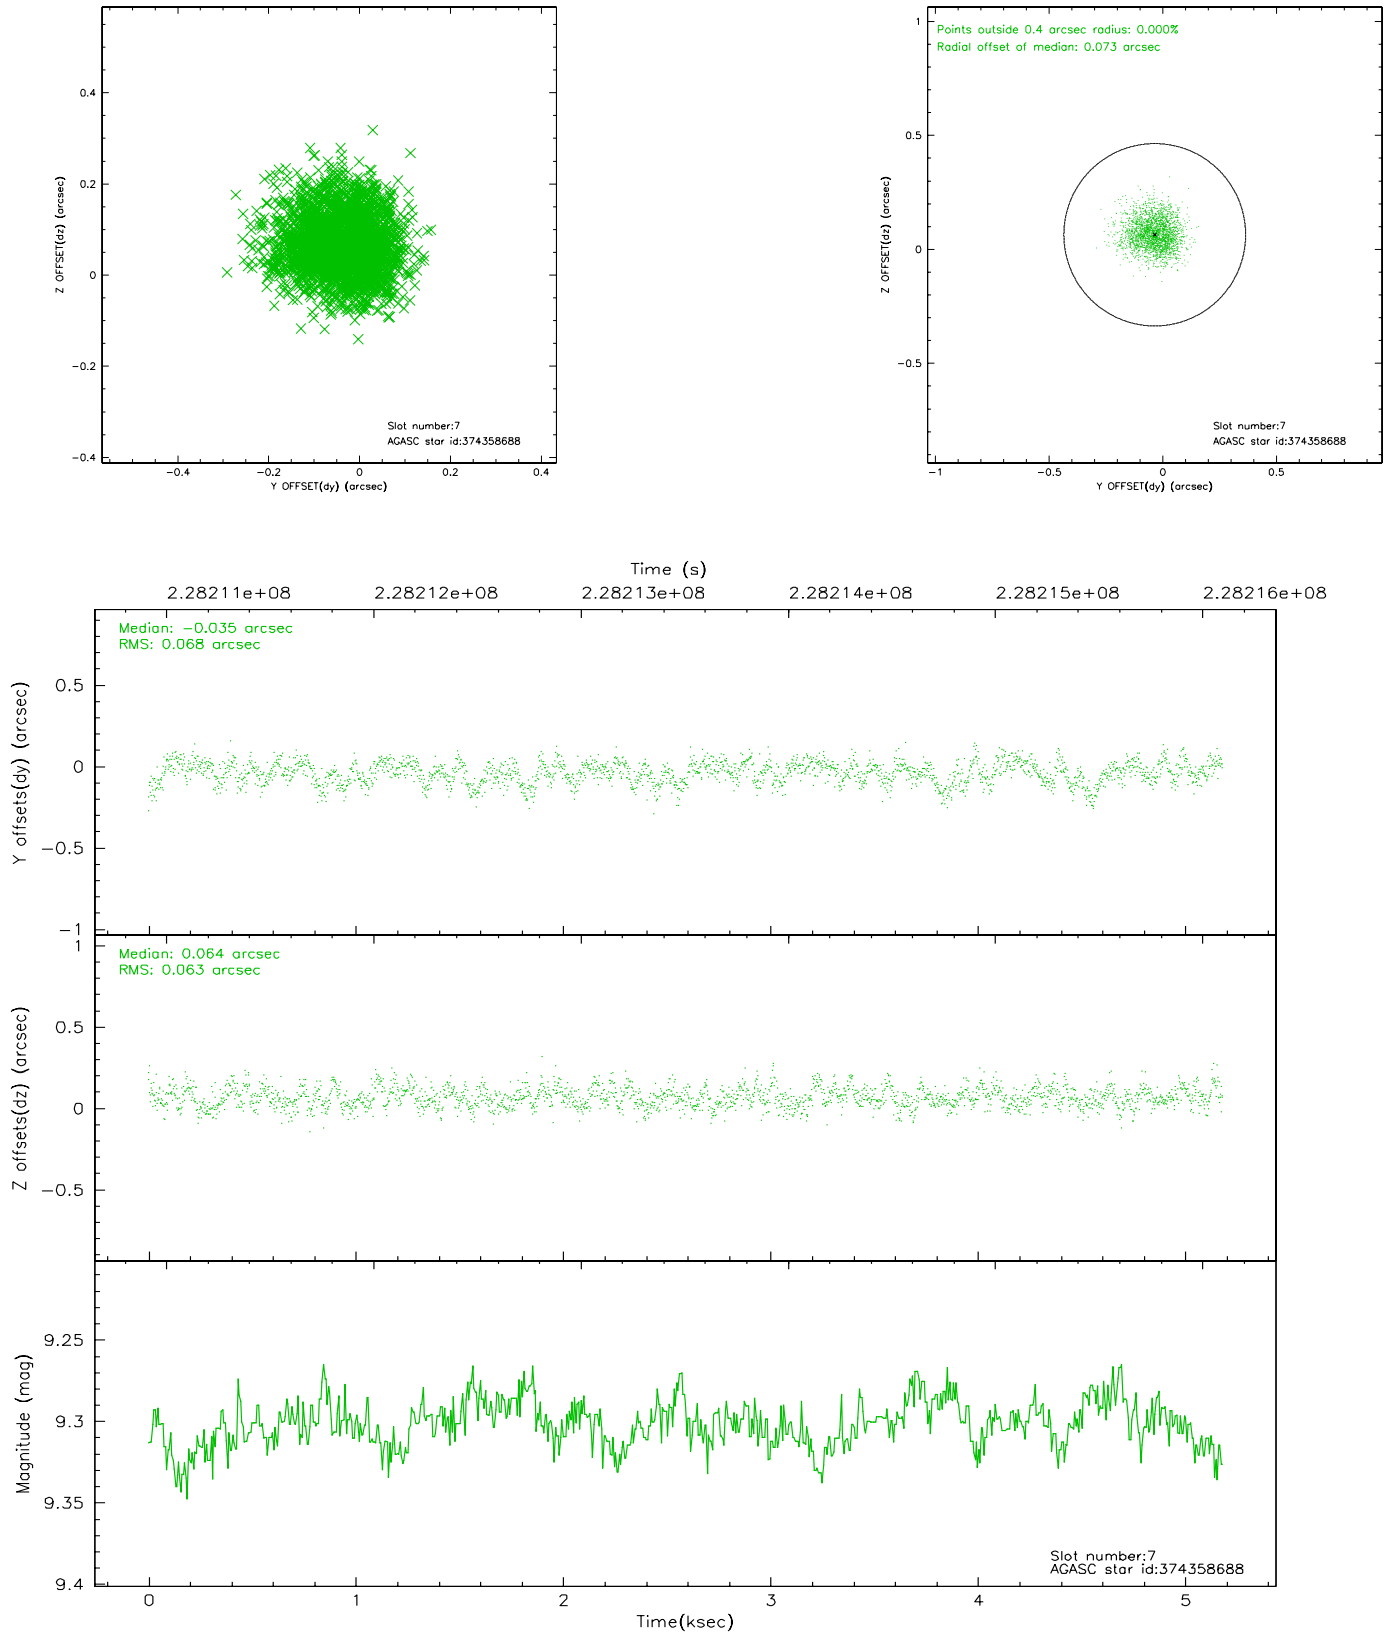 0.4
0.2
0
−0.2
−0.4
Z OFFSET(dz) (arcsec)
Slot number:7
AGASC star id:374358688
−0.4
−0.2
0
0.2
0.4
Y OFFSET(dy) (arcsec)
Points outside 0.4 arcsec radius: 0.000%
Radial offset of median: 0.073 arcsec
1
0.5
0
−0.5
Z OFFSET(dz) (arcsec)
Slot number:7
AGASC star id:374358688
−1
−0.5
0
0.5
Y OFFSET(dy) (arcsec)
Time (s)
2.28211e+08
2.28212e+08
2.28213e+08
2.28214e+08
2.28215e+08
2.28216e+08
Median: −0.035 arcsec
RMS: 0.068 arcsec
0.5
0
−0.5
−1
Y offsets(dy) (arcsec)
Median: 0.064 arcsec
RMS: 0.063 arcsec
1
0.5
0
−0.5
Z offsets(dz) (arcsec)
9.25
9.3
9.35
9.4
Magnitude (mag)
Slot number:7
AGASC star id:374358688
0
1
2
3
4
5
Time(ksec)